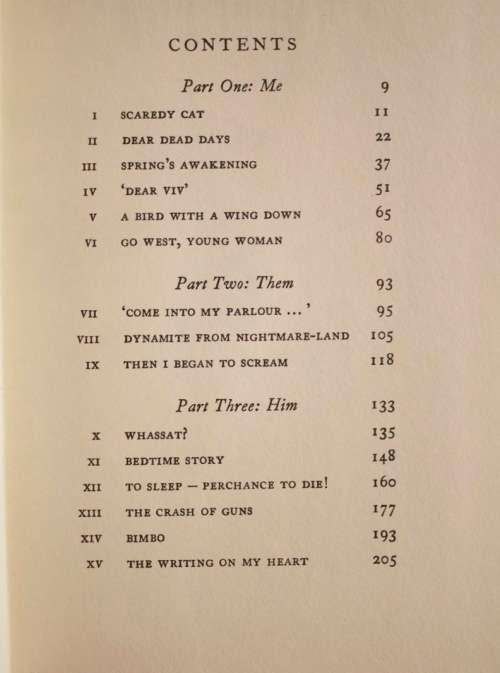 CONTENTS
Part One: Me 9
I SCAREDY CAT 11
II DEAR DEAD DAYS 22
III SPRING'S AWAKENING 37
IV ‘DEAR VIV’ 51
V A BIRD WITH A WING DOWN 65
VI GO WEST, YOUNG WOMAN 80
Part Two: Them 93
VII ‘COME INTO MY PARLOUR ... ’ 95
VIII DYNAMITE FROM NIGHTMARE-LAND 105
IX THEN I BEGAN TO SCREAM 118
Part Three: Him 133
X WHASSAT? 135
XI BEDTIME STORY 148
XII TO SLEEP — PERCHANCE TO DIE! 160
XIII THE CRASH OF GUNS 177
XIV BIMBO 193
XV THE WRITING ON MY HEART 205